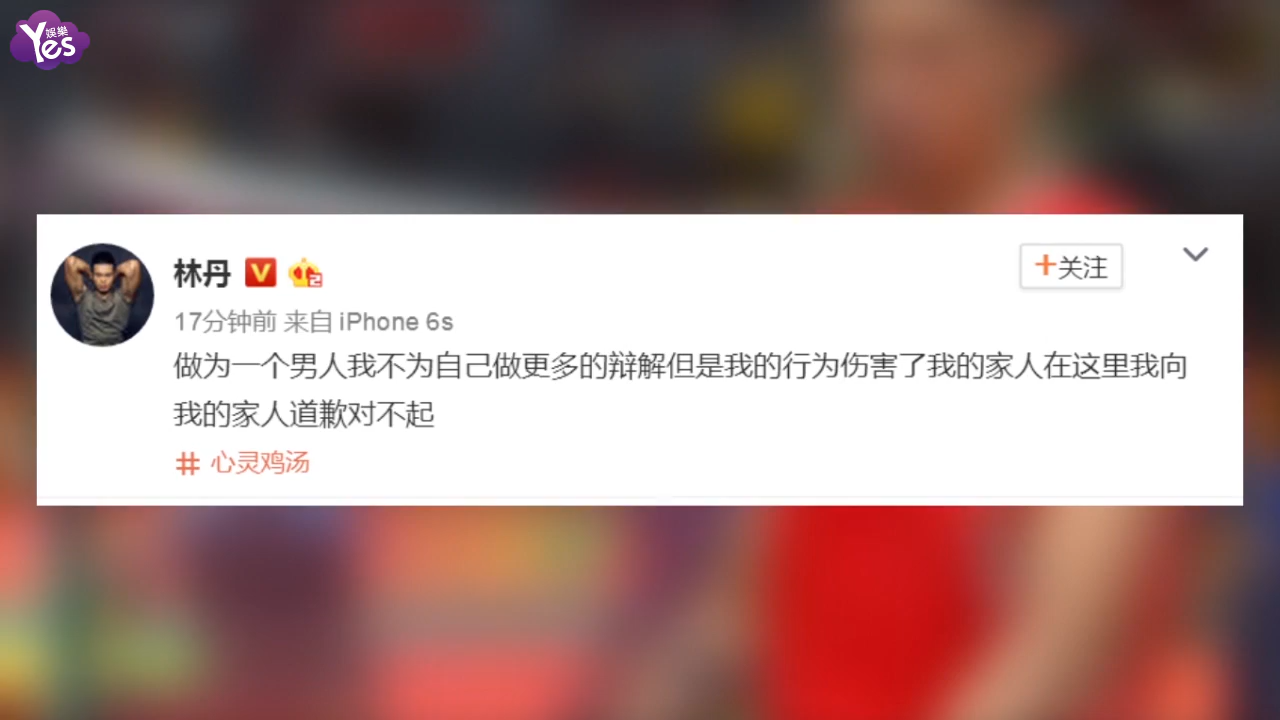 Yes娛樂
林丹
17分钟前 来自 iPhone 6s
+关注
做为一个男人我不为自己做更多的辩解但是我的行为伤害了我的家人在这里我向
我的家人道歉对不起
# 心灵鸡汤